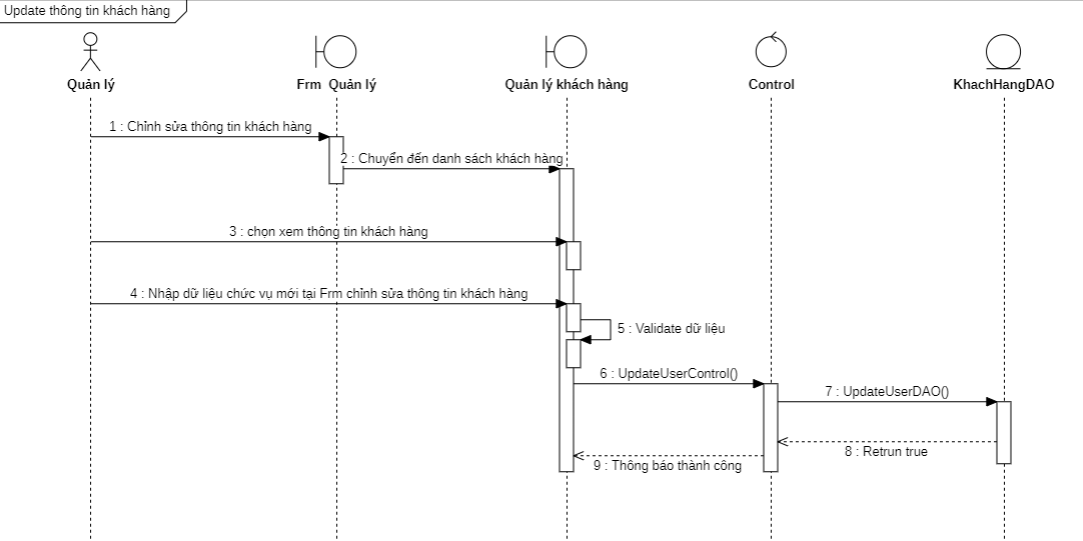 Update thông tin khách hàng
Quản lý
Frm Quản lý
Quản lý khách hàng
Control
KhachHangDAO
1 : Chỉnh sửa thông tin khách hàng
2 : Chuyển đến danh sách khách hàng
3 : chọn xem thông tin khách hàng
4 : Nhập dữ liệu chức vụ mới tại Frm chỉnh sửa thông tin khách hàng
5 : Validate dữ liệu
6 : UpdateUserControl()
7 : UpdateUserDAO()
8 : Retrun true
9 : Thông báo thành công